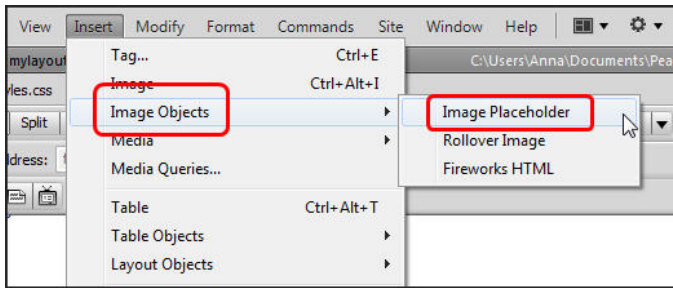 View Insert Modify Format Commands Site Window Help
mylayout C:\Users\Anna\Documents\Pea
yles.css
Tag... Ctrl+E
Image Ctrl+Alt+I
Image Objects
Media
Media Queries...
Table Ctrl+Alt+T
Table Objects
Layout Objects
Image Placeholder
Rollover Image
Fireworks HTML
Split
ddress: